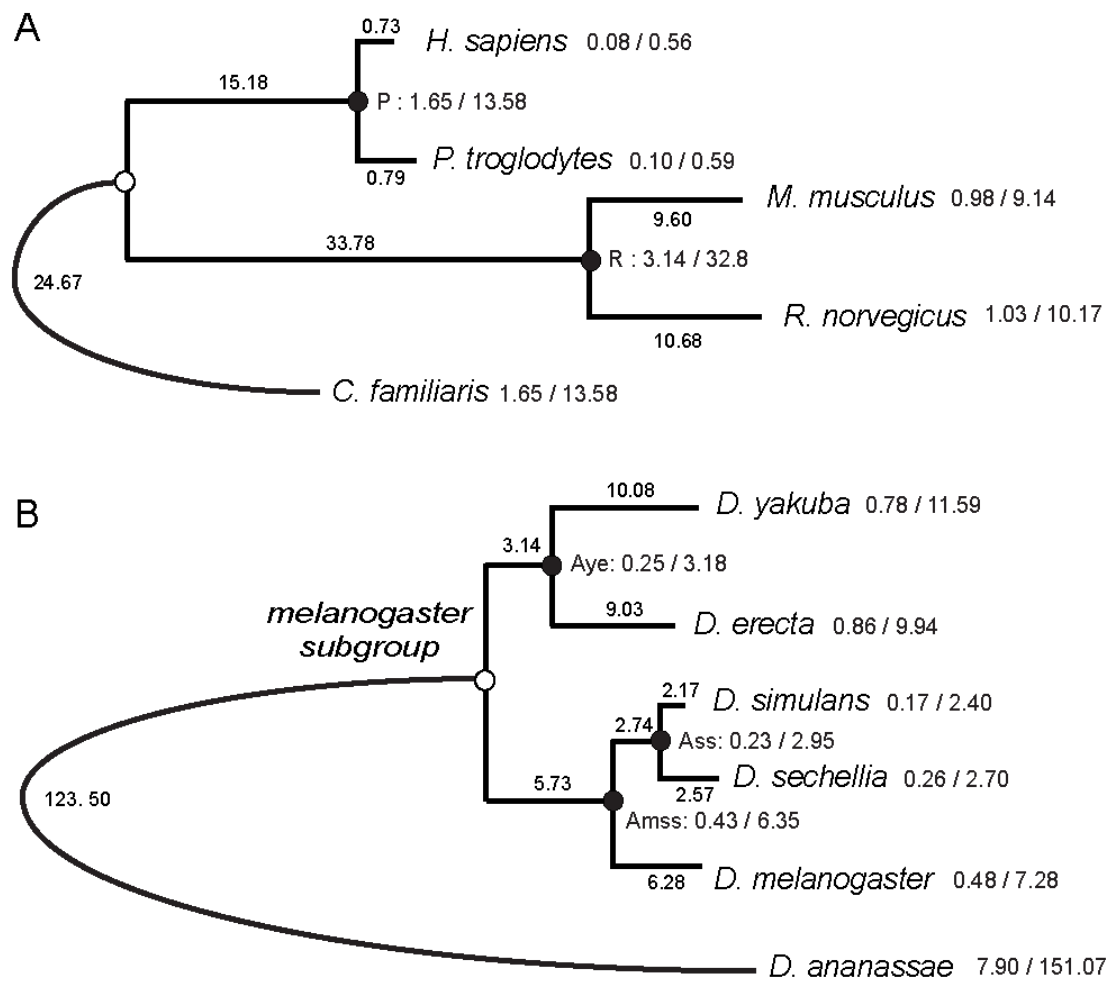 A
0.73
H. sapiens 0.08 / 0.56
15.18
P : 1.65 / 13.58
P. troglodytes 0.10 / 0.59
0.79
M. musculus 0.98 / 9.14
9.60
33.78
R : 3.14 / 32.8
24.67
R. norvegicus 1.03 / 10.17
10.68
C. familiaris 1.65 / 13.58
B
10.08
D. yakuba 0.78 / 11.59
3.14
Aye: 0.25 / 3.18
9.03
melanogaster
subgroup
D. erecta 0.86 / 9.94
2.17
D. simulans 0.17 / 2.40
2.74
Ass: 0.23 / 2.95
D. sechellia 0.26 / 2.70
5.73
2.57
123. 50
Amss: 0.43 / 6.35
6.28
D. melanogaster 0.48 / 7.28
D. ananassae 7.90 / 151.07